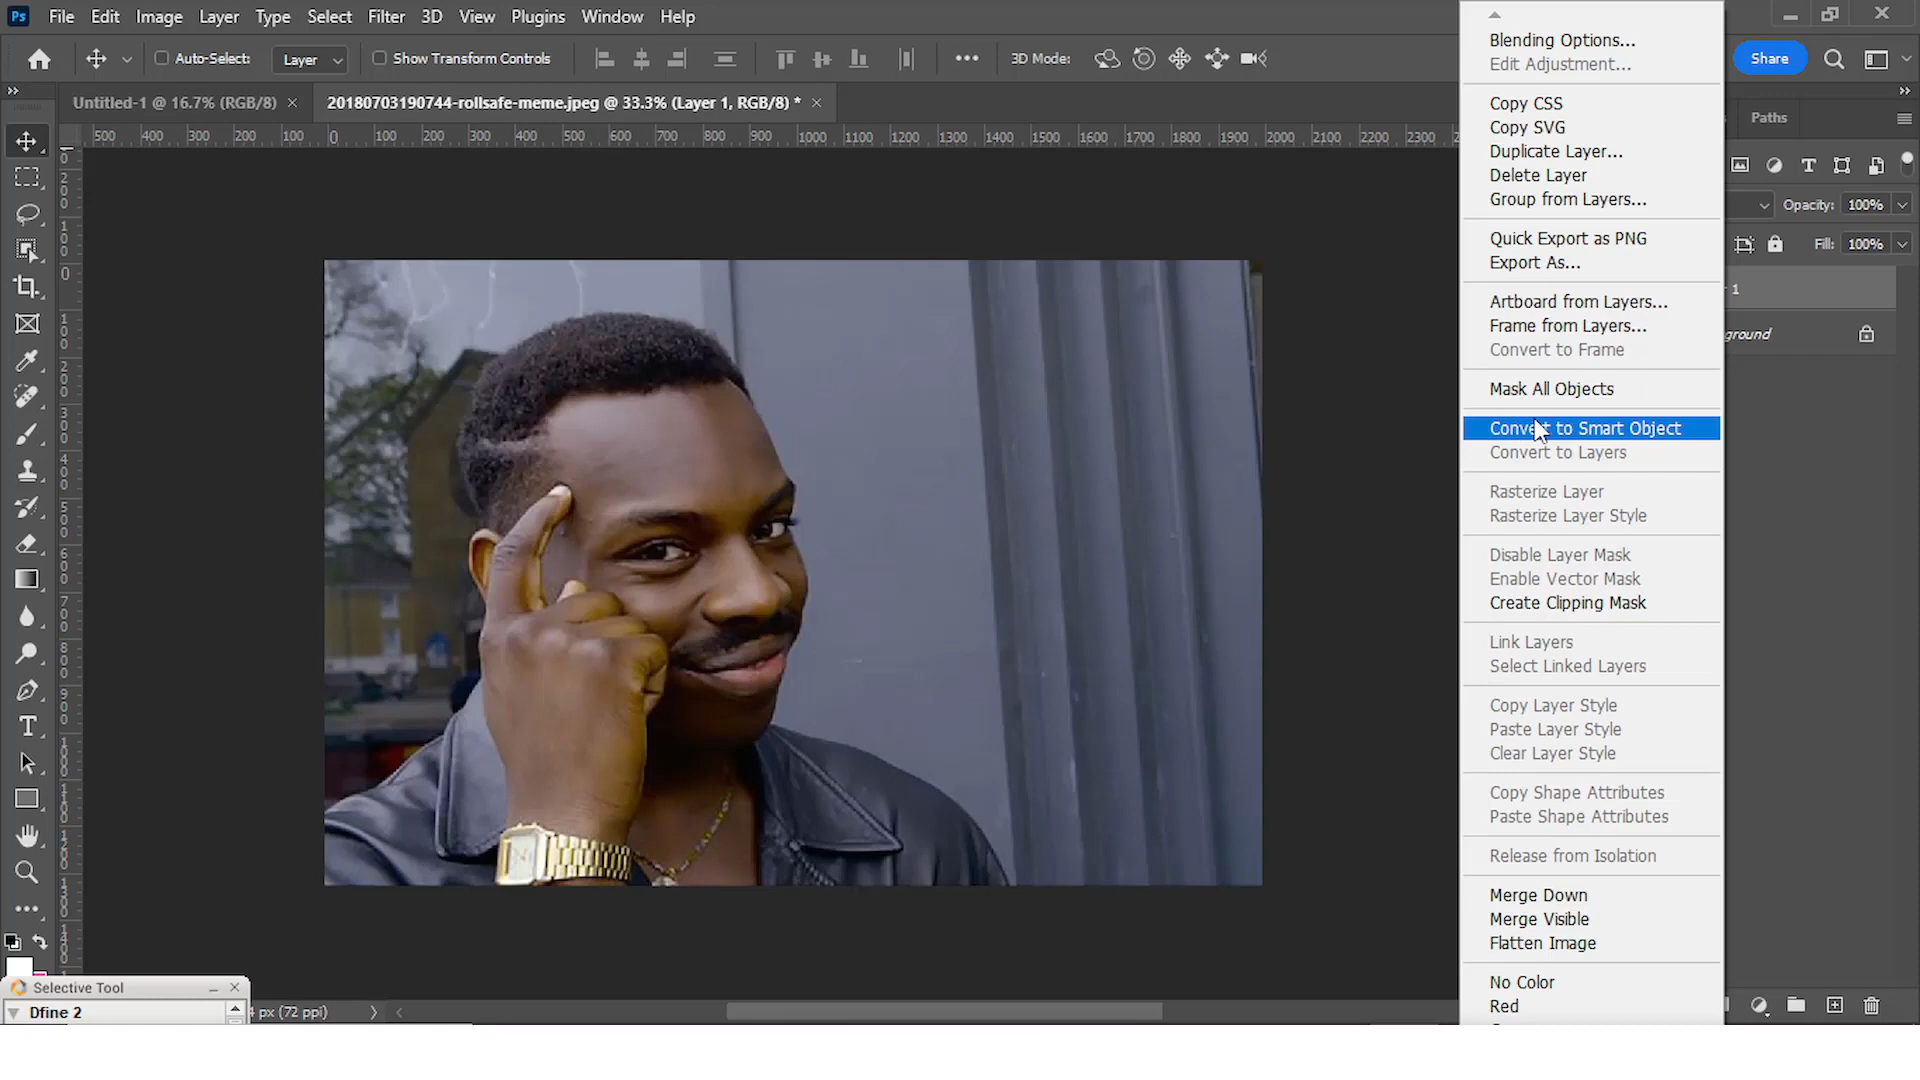 Ps File Edit Image Layer Type Select Filter 3D View Plugins Window Help
Auto-Select: Layer Show Transform Controls 3D Mode: Share
Untitled-1 @ 16.7% (RGB/8) × 20180703190744-rollsafe-meme.jpeg @ 33.3% (Layer 1, RGB/8) * ×
Paths
500 400 300 200 100 0 100 200 300 400 500 600 700 800 900 1000 1100 1200 1300 1400 1500 1600 1700 1800 1900 2000 2100 2200 2300
Opacity: 100%
Fill: 100%
1
ground
Blending Options...
Edit Adjustment...
Copy CSS
Copy SVG
Duplicate Layer...
Delete Layer
Group from Layers...
Quick Export as PNG
Export As...
Artboard from Layers...
Frame from Layers...
Convert to Frame
Mask All Objects
Convert to Smart Object
Convert to Layers
Rasterize Layer
Rasterize Layer Style
Disable Layer Mask
Enable Vector Mask
Create Clipping Mask
Link Layers
Select Linked Layers
Copy Layer Style
Paste Layer Style
Clear Layer Style
Copy Shape Attributes
Paste Shape Attributes
Release from Isolation
Merge Down
Merge Visible
Flatten Image
No Color
Red
Selective Tool
Dfine 2
px (72 ppi)